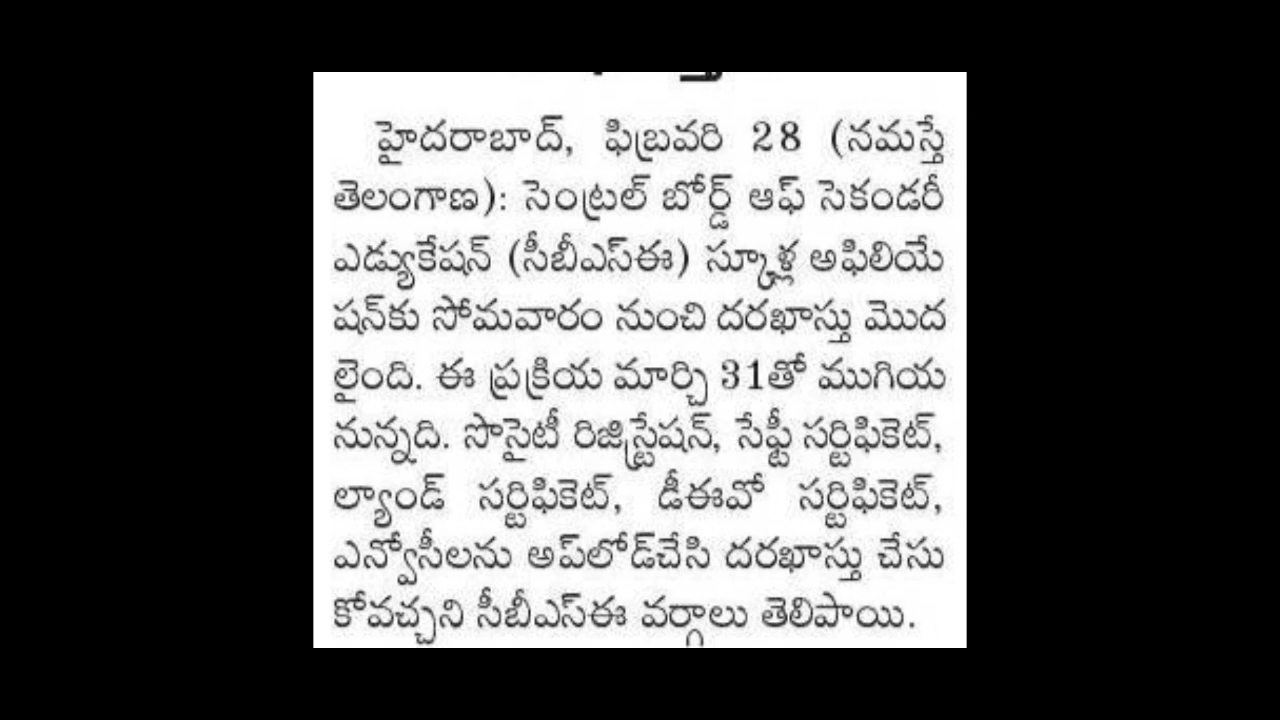 హైదరాబాద్, ఫిబ్రవరి 28 (నమస్తే
తెలంగాణ): సెంట్రల్ బోర్డ్ ఆఫ్ సెకండరీ
ఎడ్యుకేషన్ (సీబీఎస్ఈ) స్కూళ్ల అఫిలియే
షన్‌కు సోమవారం నుంచి దరఖాస్తు మొద
లైంది. ఈ ప్రక్రియ మార్చి 31తో ముగియ
నున్నది. సొసైటీ రిజిస్ట్రేషన్, సేఫ్టీ సర్టిఫికెట్,
ల్యాండ్ సర్టిఫికెట్, డీఈవో సర్టిఫికెట్,
ఎన్వోసీలను అప్‌లోడ్‌చేసి దరఖాస్తు చేసు
కోవచ్చని సీబీఎస్ఈ వర్గాలు తెలిపాయి.